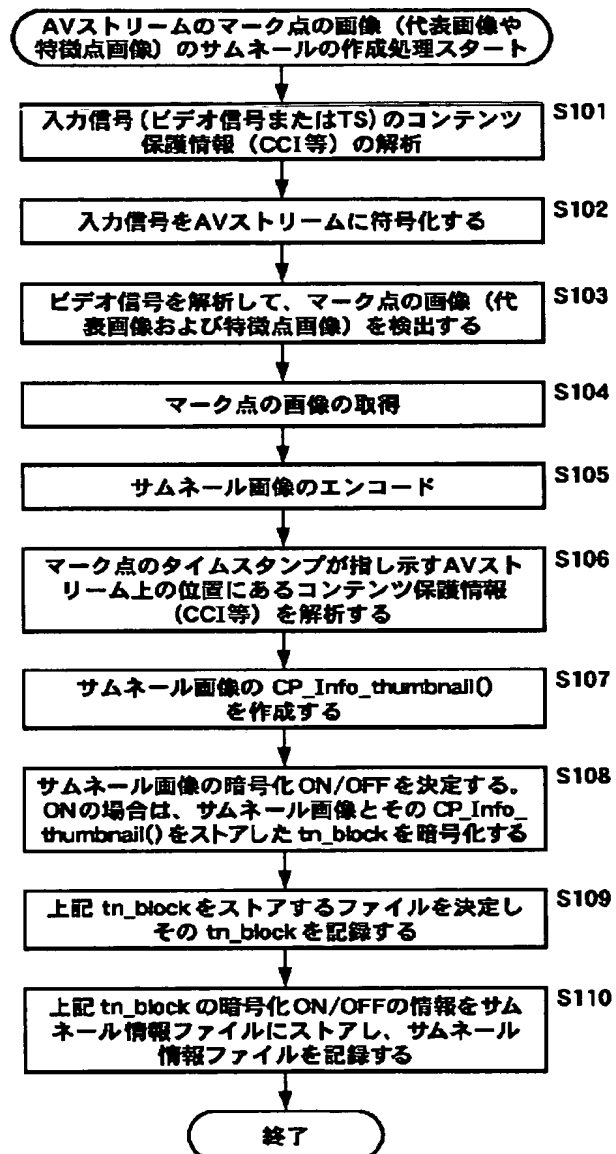 AVストリームのマーク点の画像（代表画像や
特徴点画像）のサムネールの作成処理スタート
S101
入力信号（ビデオ信号またはTS）のコンテンツ
保護情報（CCI等）の解析
S102
入力信号をAVストリームに符号化する
S103
ビデオ信号を解析して、マーク点の画像（代
表画像および特徴点画像）を検出する
S104
マーク点の画像の取得
S105
サムネール画像のエンコード
S106
マーク点のタイムスタンプが指し示すAVスト
リーム上の位置にあるコンテンツ保護情報
（CCI等）を解析する
S107
サムネール画像の CP_Info_thumbnail()
を作成する
S108
サムネール画像の暗号化 ON/OFF を決定する。
ONの場合は、サムネール画像とその CP_Info_
thumbnail() をストアした tn_block を暗号化する
S109
上記 tn_block をストアするファイルを決定し
その tn_block を記録する
S110
上記 tn_block の暗号化 ON/OFFの情報をサム
ネール情報ファイルにストアし、サムネール
情報ファイルを記録する
終了